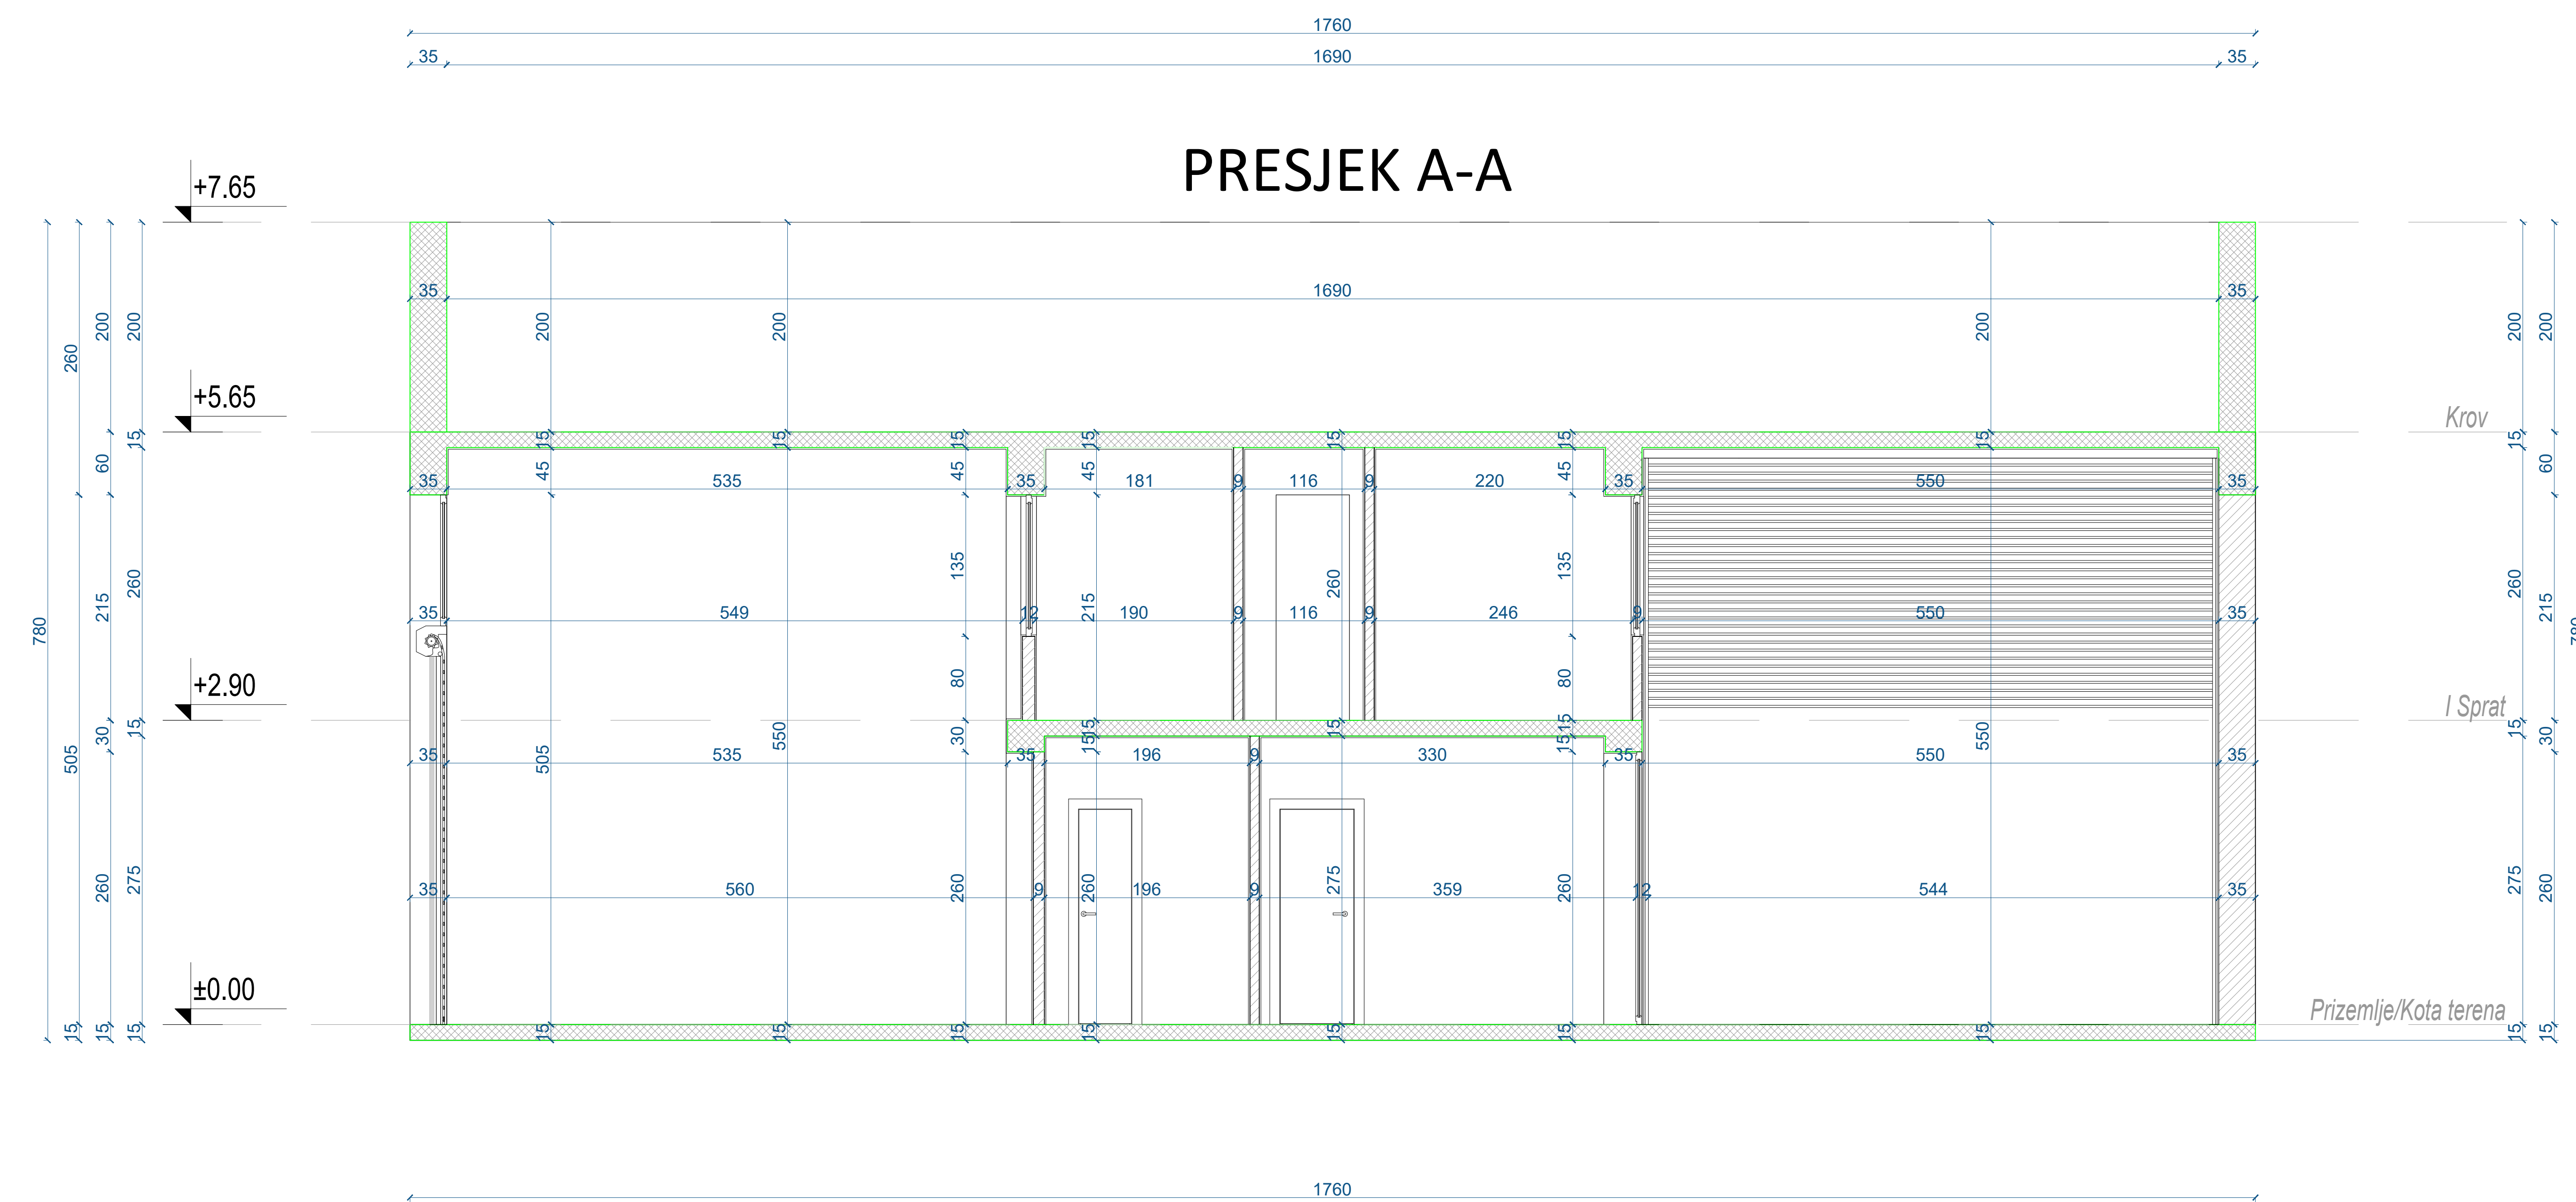 1760
35 1690 35
PRESJEK A-A
+7.65
35 1690 35
200 200 260 200 200 200 200 200
+5.65
Krov
15 15 15 15 15 15 15 15 15
60 45 45 45 45 60
35 535 35 181 9 116 9 220 35 550 35
135 135
780 215 260 215 260 260 215 780
35 549 12 190 9 116 9 246 9 550 35
80 80
+2.90
I Sprat
505 30 15 505 550 30 15 15 15 15 15 550 15 30
35 535 35 196 9 330 35 550 35
260 275 260 260 275 260 275 260
35 560 9 196 9 359 12 544 35
±0.00
Prizemlje/Kota terena
15 15 15 15 15 15 15 15 15 15 15 15
1760